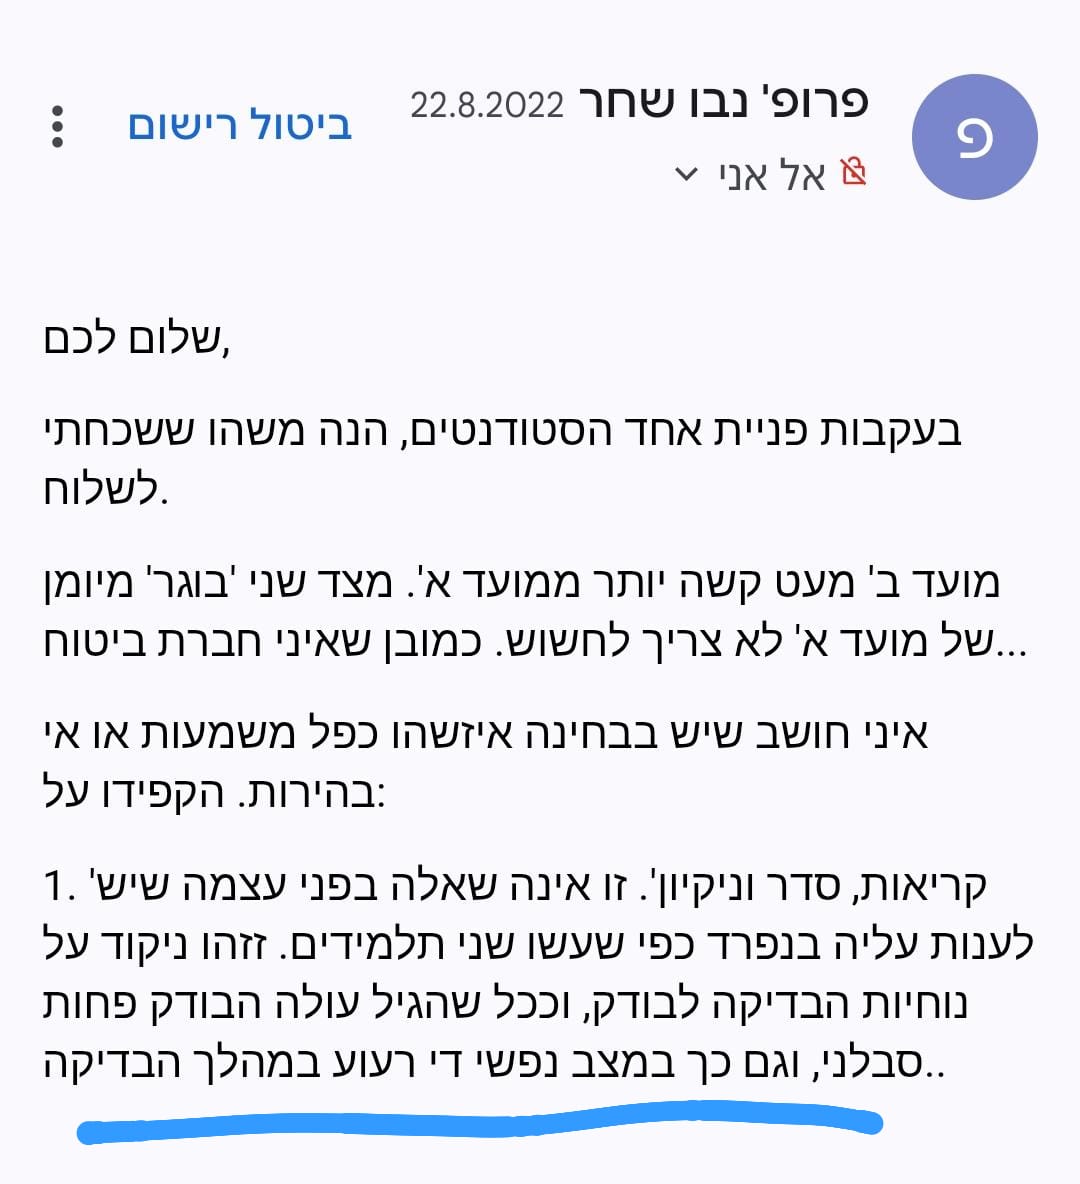 פ
פרופ' נבו שחר 22.8.2022
ביטול רישום
אל אני
שלום לכם,
בעקבות פניית אחד הסטודנטים, הנה משהו ששכחתי
לשלוח.
מועד ב' מעט קשה יותר ממועד א'. מצד שני 'בוגר' מיומן
של מועד א' לא צריך לחשוש. כמובן שאיני חברת ביטוח...
איני חושב שיש בבחינה איזשהו כפל משמעות או אי
בהירות. הקפידו על:
1. 'קריאות, סדר וניקיון'. זו אינה שאלה בפני עצמה שיש
לענות עליה בנפרד כפי שעשו שני תלמידים. זזהו ניקוד על
נוחיות הבדיקה לבודק, וככל שהגיל עולה הבודק פחות
סבלני, וגם כך במצב נפשי די רעוע במהלך הבדיקה..